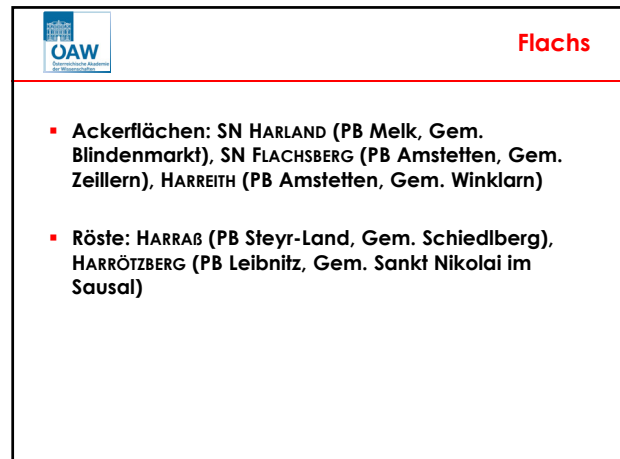 ÖAW
Österreichische Akademie
der Wissenschaften
Flachs
▪ Ackerflächen: SN HARLAND (PB Melk, Gem.
Blindenmarkt), SN FLACHSBERG (PB Amstetten, Gem.
Zeillern), HARREITH (PB Amstetten, Gem. Winklarn)
▪ Röste: HARRAß (PB Steyr-Land, Gem. Schiedlberg),
HARRÖTZBERG (PB Leibnitz, Gem. Sankt Nikolai im
Sausal)